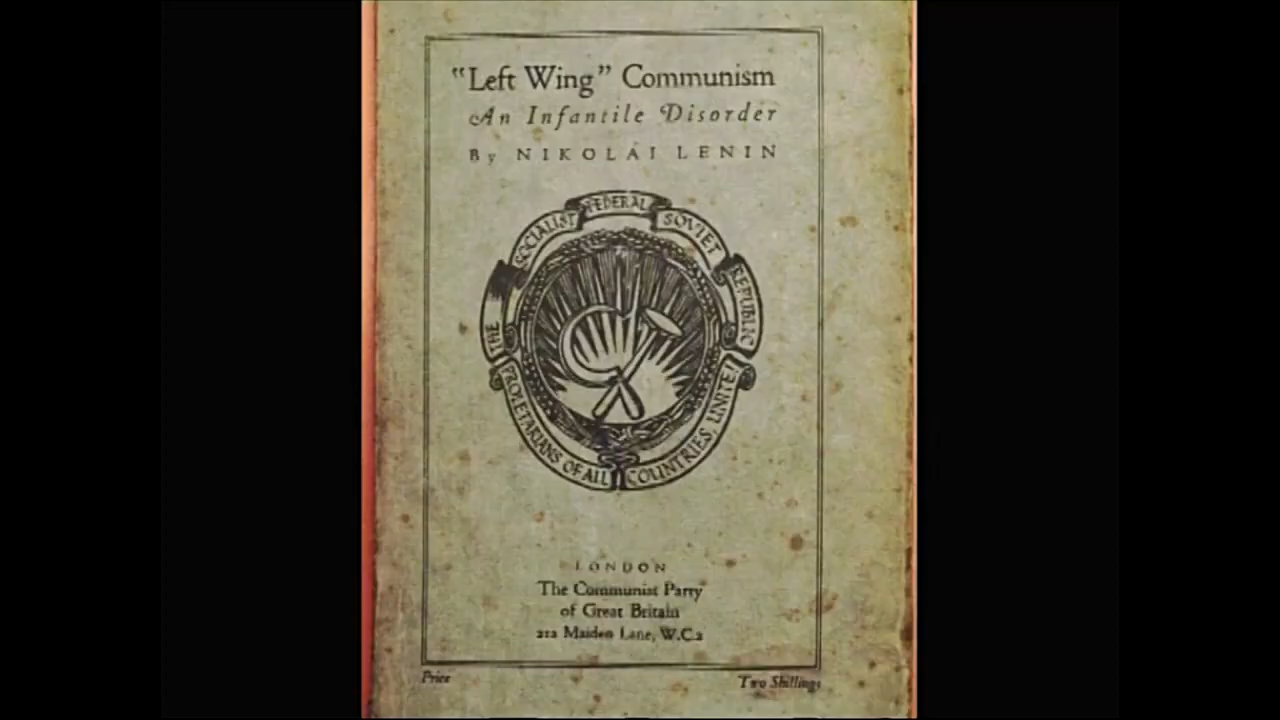 “Left Wing” Communism
An Infantile Disorder
By NIKOLAI LENIN
THE SOCIALIST FEDERAL SOVIET REPUBLIC
PROLETARIANS OF ALL COUNTRIES, UNITE!
LONDON
The Communist Party
of Great Britain
21a Maiden Lane, W.C.2
Price Two Shillings